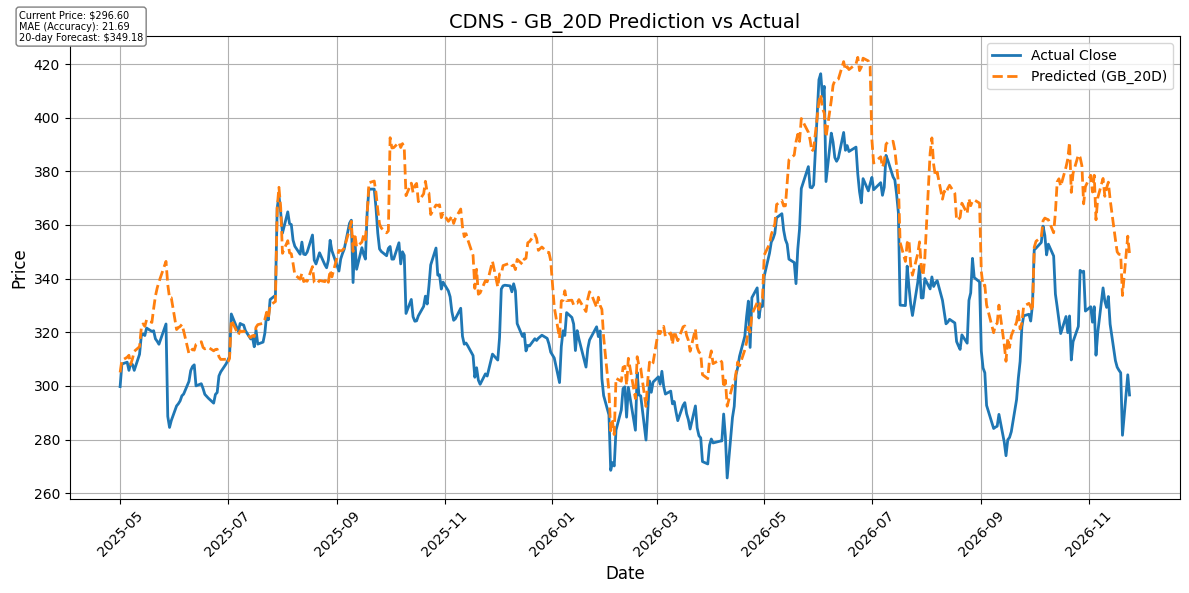 CDNS - GB_20D Prediction vs Actual
Current Price: $296.60
MAE (Accuracy): 21.69
20-day Forecast: $349.18
Actual Close
Predicted (GB_20D)
Price
420
400
380
360
340
320
300
280
260
2025-05
2025-07
2025-09
2025-11
2026-01
2026-03
2026-05
2026-07
2026-09
2026-11
Date